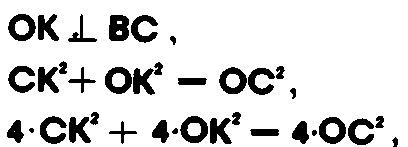 OK ⊥ BC,
CK² + OK² — OC²,
4·CK² + 4·OK² — 4·OC²,